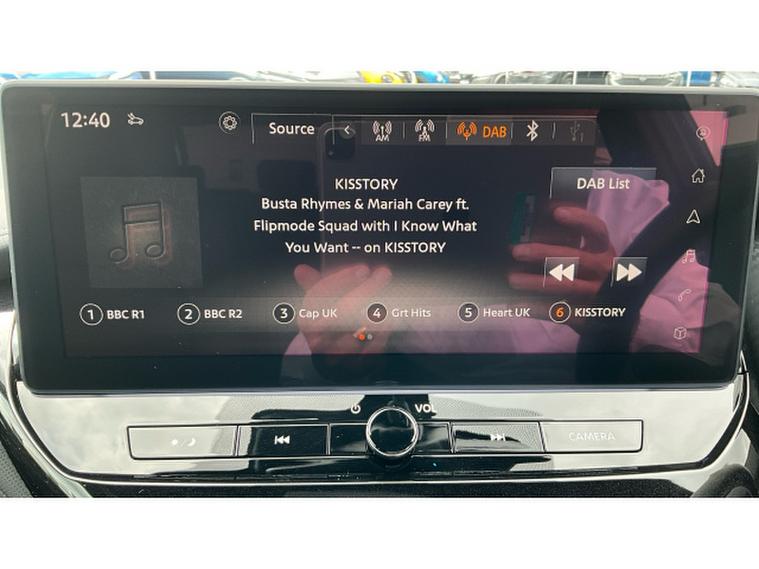 12:40
Source
AM
FM
DAB
KISSTORY
DAB List
Busta Rhymes & Mariah Carey ft.
Flipmode Squad with I Know What
You Want -- on KISSTORY
1 BBC R1
2 BBC R2
3 Cap UK
4 Grt Hits
5 Heart UK
6 KISSTORY
VOL
CAMERA